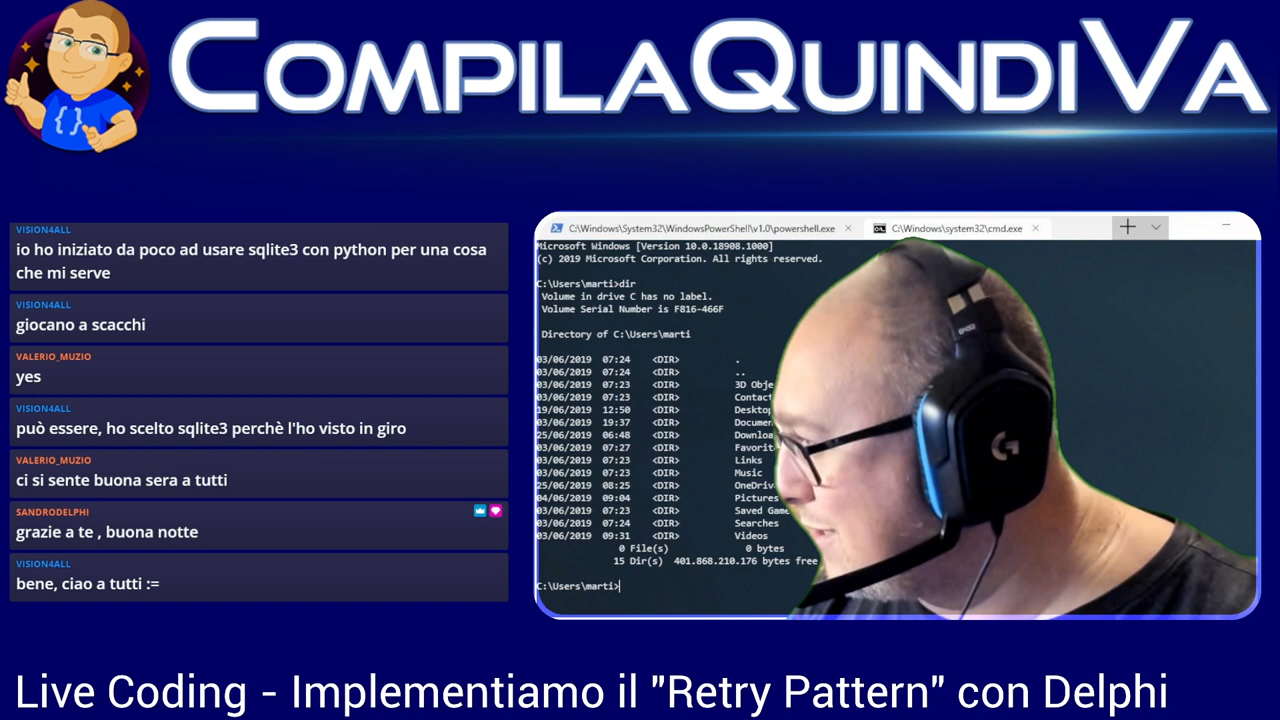 COMPILAQUINDIVA
{ }
VISION4ALL
io ho iniziato da poco ad usare sqlite3 con python per una cosa
che mi serve
VISION4ALL
giocano a scacchi
VALERIO_MUZIO
yes
VISION4ALL
può essere, ho scelto sqlite3 perchè l'ho visto in giro
VALERIO_MUZIO
ci si sente buona sera a tutti
SANDRODELPHI
grazie a te , buona notte
VISION4ALL
bene, ciao a tutti :=
C:\Windows\System32\WindowsPowerShell\v1.0\powershell.exe
C:\Windows\system32\cmd.exe
Microsoft Windows [Version 10.0.18908.1000]
(c) 2019 Microsoft Corporation. All rights reserved.
C:\Users\marti>dir
Volume in drive C has no label.
Volume Serial Number is F816-466F
Directory of C:\Users\marti
03/06/2019 07:24 <DIR> .
03/06/2019 07:24 <DIR> ..
03/06/2019 07:23 <DIR> 3D Obje
03/06/2019 07:23 <DIR> Contac
19/06/2019 12:50 <DIR> Desktop
03/06/2019 19:37 <DIR> Documen
25/06/2019 06:48 <DIR> Downloa
03/06/2019 07:27 <DIR> Favorit
03/06/2019 07:23 <DIR> Links
03/06/2019 07:23 <DIR> Music
25/06/2019 08:25 <DIR> OneDriv
04/06/2019 09:04 <DIR> Pictures
03/06/2019 07:23 <DIR> Saved Game
03/06/2019 07:24 <DIR> Searches
03/06/2019 09:31 <DIR> Videos
0 File(s) 0 bytes
15 Dir(s) 401.868.210.176 bytes free
C:\Users\marti>
G432
G
Live Coding - Implementiamo il "Retry Pattern" con Delphi